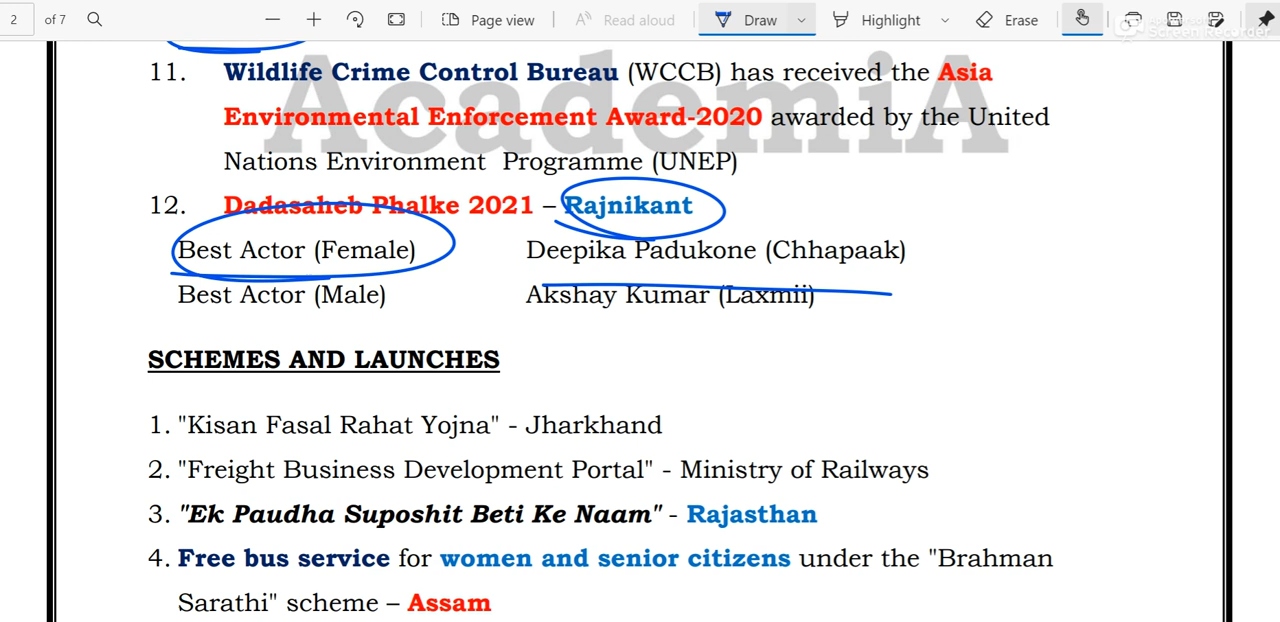 2 of 7 Page view Read aloud Draw Highlight Erase
Screen Recorder
AcademiA
11. Wildlife Crime Control Bureau (WCCB) has received the Asia
Environmental Enforcement Award-2020 awarded by the United
Nations Environment Programme (UNEP)
12. Dadasaheb Phalke 2021 – Rajnikant
Best Actor (Female) Deepika Padukone (Chhapaak)
Best Actor (Male) Akshay Kumar (Laxmii)
SCHEMES AND LAUNCHES
1. "Kisan Fasal Rahat Yojna" - Jharkhand
2. "Freight Business Development Portal" - Ministry of Railways
3. "Ek Paudha Suposhit Beti Ke Naam" - Rajasthan
4. Free bus service for women and senior citizens under the "Brahman
Sarathi" scheme – Assam